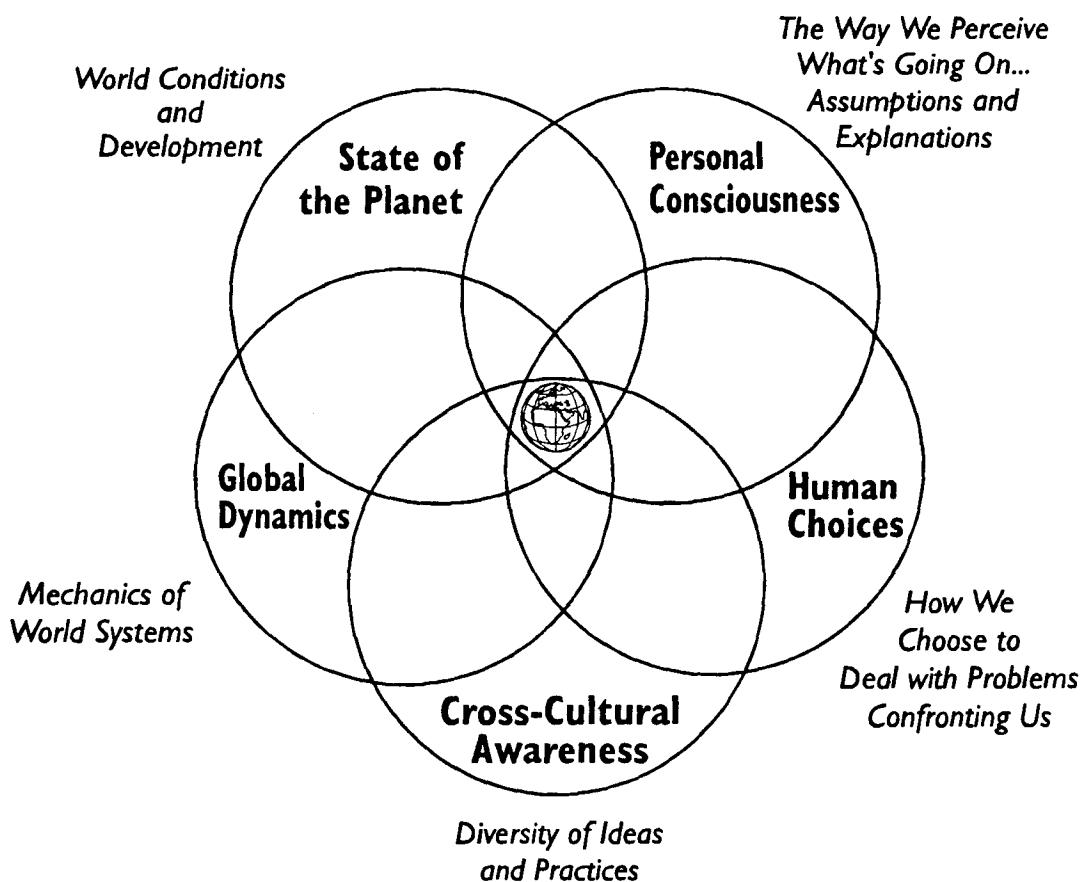 World Conditions
and
Development
The Way We Perceive
What's Going On...
Assumptions and
Explanations
State of
the Planet
Personal
Consciousness
Global
Dynamics
Human
Choices
Mechanics of
World Systems
How We
Choose to
Deal with Problems
Confronting Us
Cross-Cultural
Awareness
Diversity of Ideas
and Practices